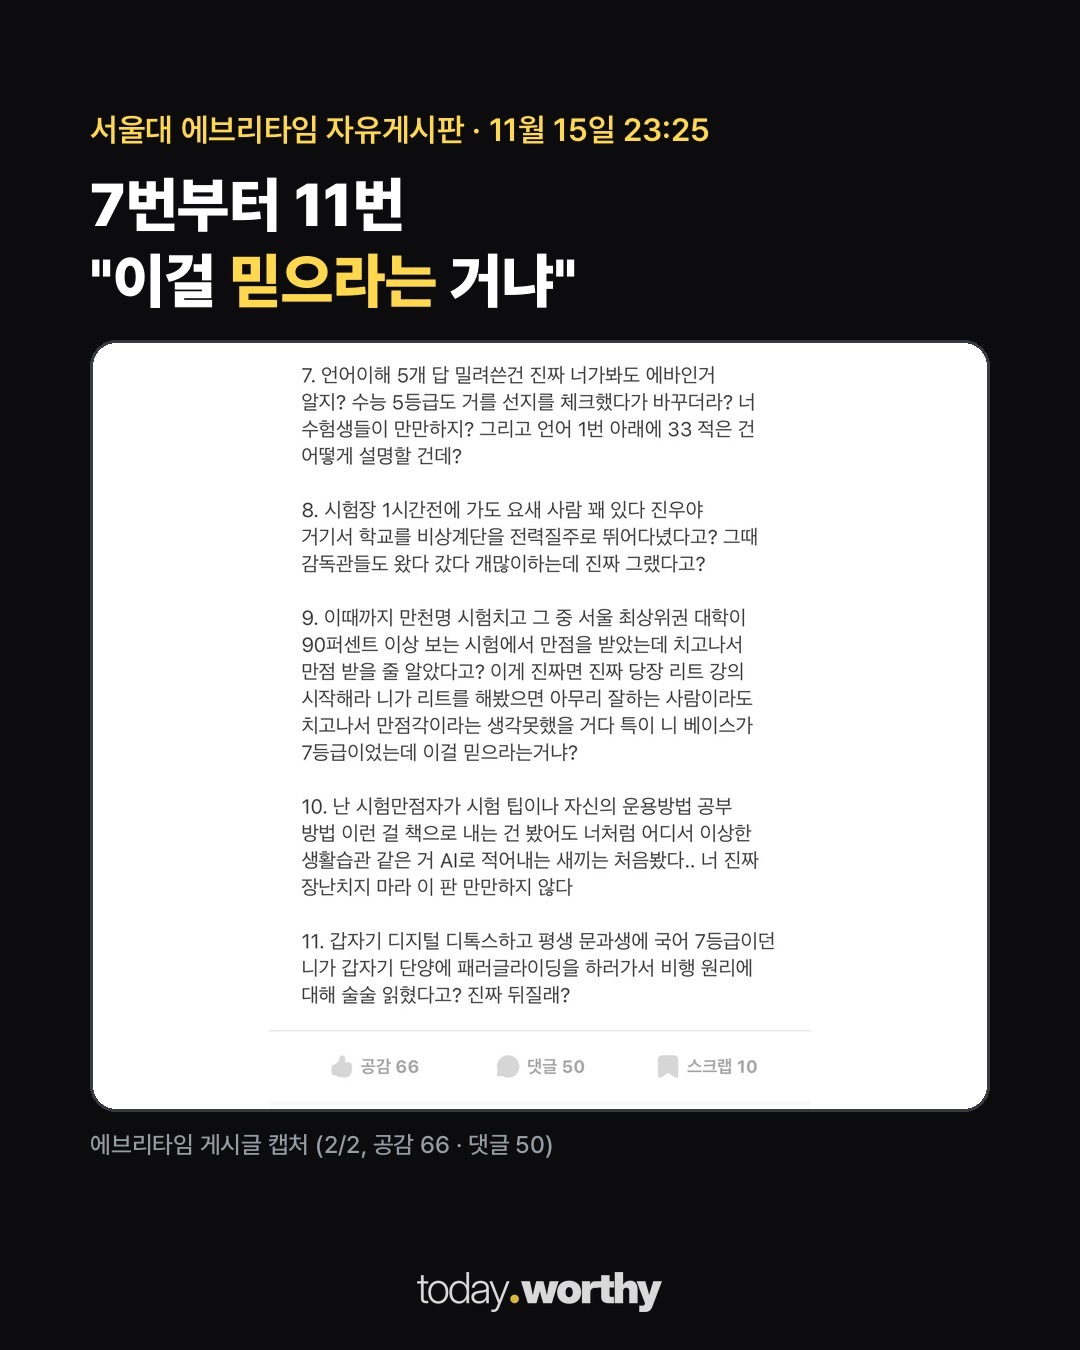 서울대 에브리타임 자유게시판 · 11월 15일 23:25
7번부터 11번
"이걸 믿으라는 거냐"
7. 언어이해 5개 답 밀려쓴건 진짜 너가봐도 에바인거
알지? 수능 5등급도 거를 선지를 체크했다가 바꾸더라? 너
수험생들이 만만하지? 그리고 언어 1번 아래에 33 적은 건
어떻게 설명할 건데?
8. 시험장 1시간전에 가도 요새 사람 꽤 있다 진우야
거기서 학교를 비상계단을 전력질주로 뛰어다녔다고? 그때
감독관들도 왔다 갔다 개많이하는데 진짜 그랬다고?
9. 이때까지 만천명 시험치고 그 중 서울 최상위권 대학이
90퍼센트 이상 보는 시험에서 만점을 받았는데 치고나서
만점 받을 줄 알았다고? 이게 진짜면 진짜 당장 리트 강의
시작해라 니가 리트를 해봤으면 아무리 잘하는 사람이라도
치고나서 만점각이라는 생각못했을 거다 특이 니 베이스가
7등급이었는데 이걸 믿으라는거냐?
10. 난 시험만점자가 시험 팁이나 자신의 운용방법 공부
방법 이런 걸 책으로 내는 건 봤어도 너처럼 어디서 이상한
생활습관 같은 거 AI로 적어내는 새끼는 처음봤다.. 너 진짜
장난치지 마라 이 판 만만하지 않다
11. 갑자기 디지털 디톡스하고 평생 문과생에 국어 7등급이던
니가 갑자기 단양에 패러글라이딩을 하러가서 비행 원리에
대해 술술 읽혔다고? 진짜 뒤질래?
공감 66 댓글 50 스크랩 10
에브리타임 게시글 캡처 (2/2, 공감 66 · 댓글 50)
today.worthy